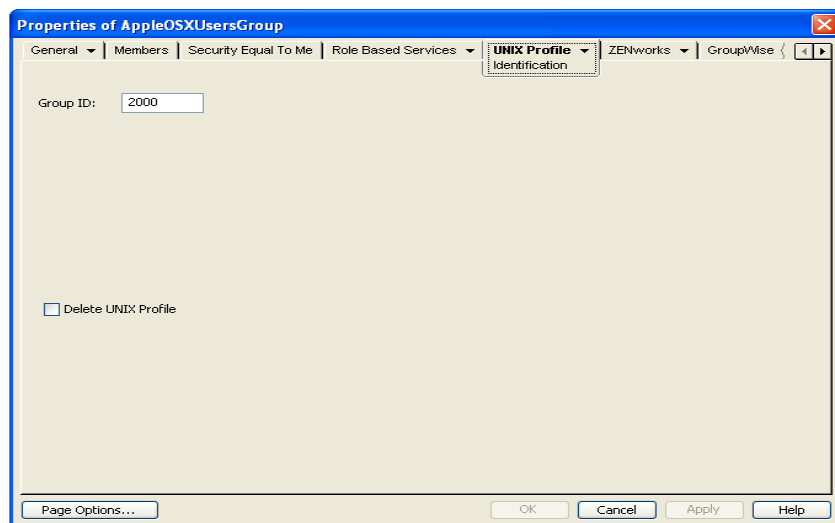 Properties of AppleOSXUsersGroup
General Members Security Equal To Me Role Based Services UNIX Profile ZENworks GroupWise
Identification
Group ID: 2000
Delete UNIX Profile
Page Options... OK Cancel Apply Help